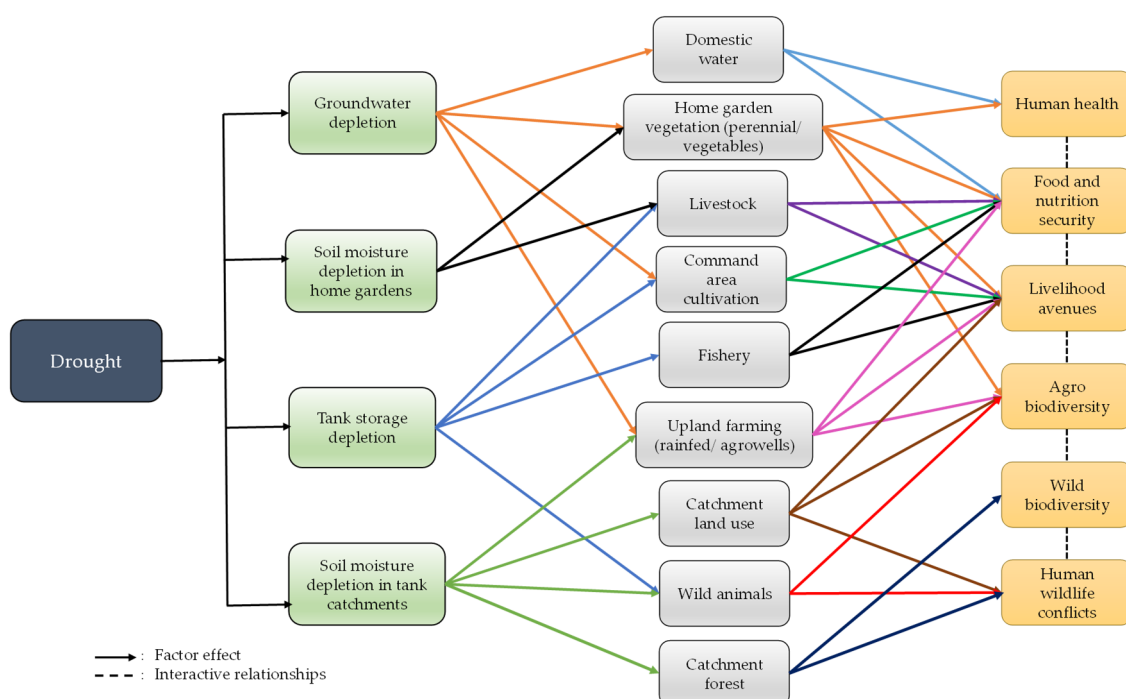 Drought
Groundwater
depletion
Soil moisture
depletion in
home gardens
Tank storage
depletion
Soil moisture
depletion in tank
catchments
Domestic
water
Home garden
vegetation (perennial/
vegetables)
Livestock
Command
area
cultivation
Fishery
Upland farming
(rainfed/ agrowells)
Catchment
land use
Wild animals
Catchment
forest
Human health
Food and
nutrition
security
Livelihood
avenues
Agro
biodiversity
Wild
biodiversity
Human
wildlife
conflicts
: Factor effect
: Interactive relationships